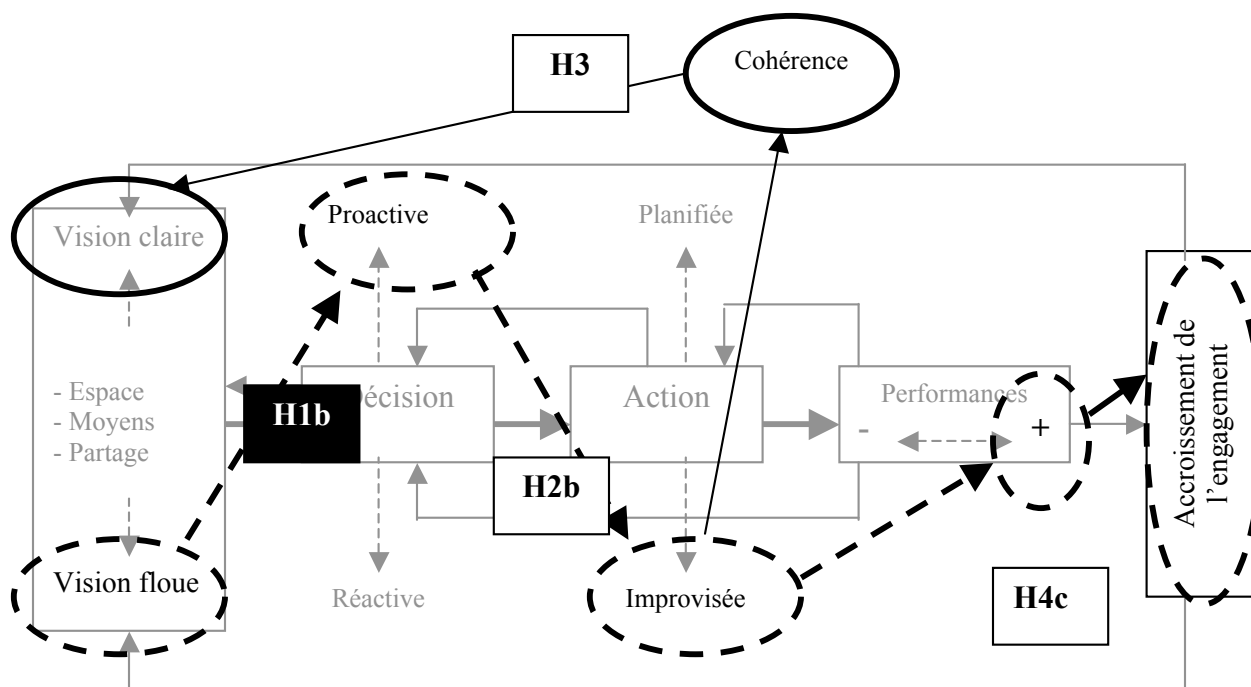 H3
Cohérence
Vision claire
Proactive
Planifiée
- Espace
- Moyens
- Partage
H1b
écision
Action
Performances
-
+
Accroissement de
l'engagement
H2b
Vision floue
Réactive
Improvisée
H4c